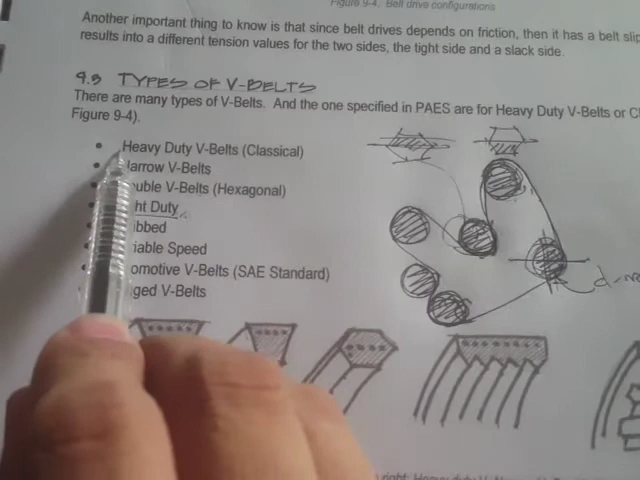 Figure 9-4. Belt drive configurations
Another important thing to know is that since belt drives depends on friction, then it has a belt slip
results into a different tension values for the two sides, the tight side and a slack side.
9.3 TYPES OF V-BELTS
There are many types of V-Belts. And the one specified in PAES are for Heavy Duty V-Belts or C
Figure 9-4).
• Heavy Duty V-Belts (Classical)
• Narrow V-Belts
ouble V-Belts (Hexagonal)
ht Duty
ibbed
iable Speed
omotive V-Belts (SAE Standard)
ged V-Belts